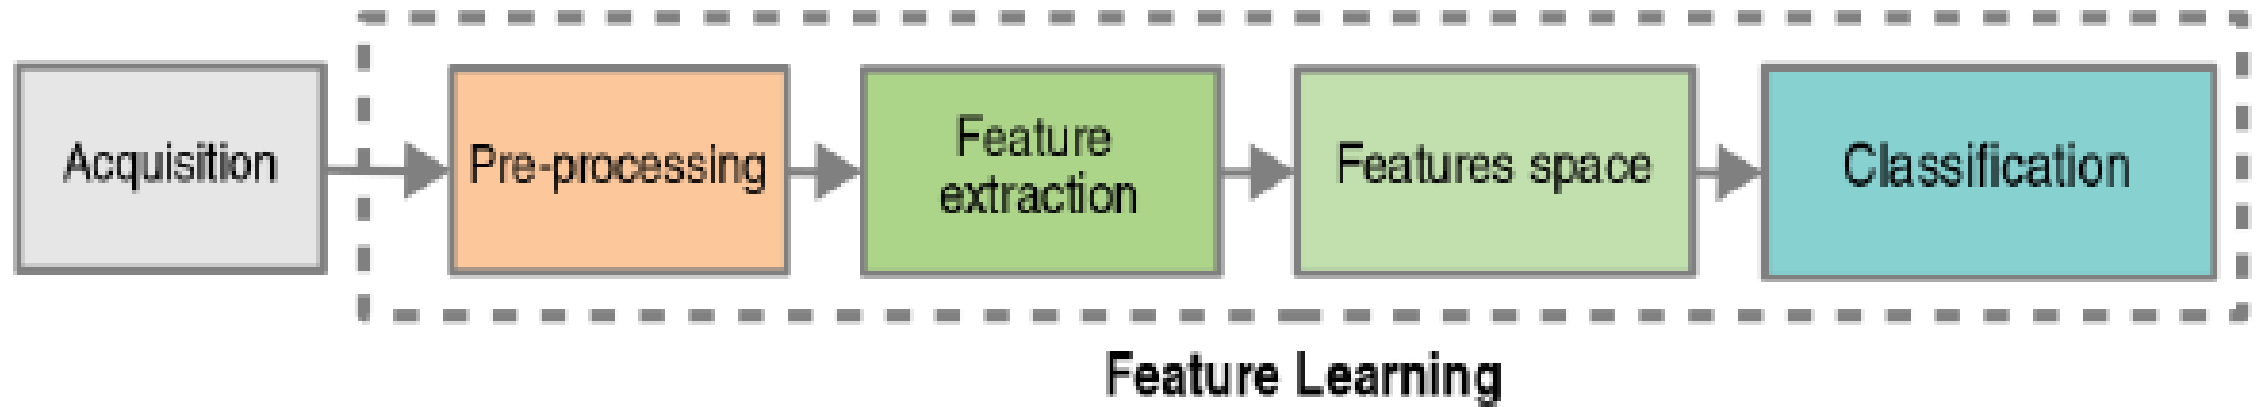 Acquisition
Pre-processing
Feature
extraction
Features space
Classification
Feature Learning